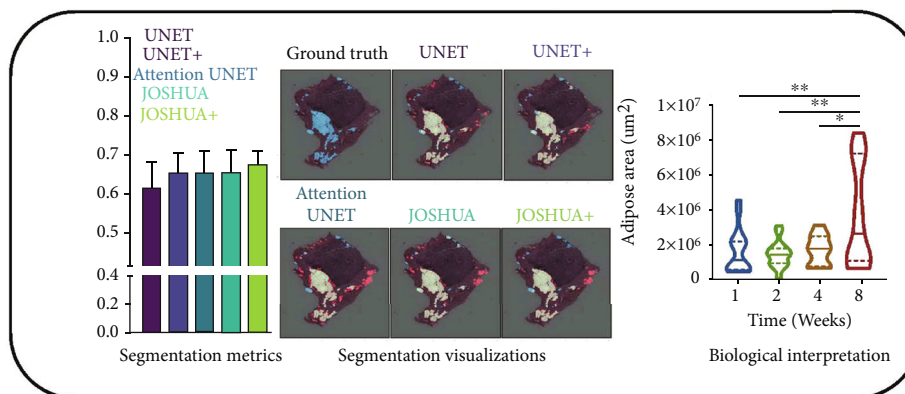 1.0
0.9
0.8
0.7
0.6
0.5
0.4
0.2
0.0
UNET
UNET+
Attention UNET
JOSHUA
JOSHUA+
Segmentation metrics
Ground truth
UNET
UNET+
Attention
UNET
JOSHUA
JOSHUA+
Segmentation visualizations
Adipose area (um²)
1×10⁷
8×10⁶
6×10⁶
4×10⁶
2×10⁶
0
**
**
*
1 2 4 8
Time (Weeks)
Biological interpretation